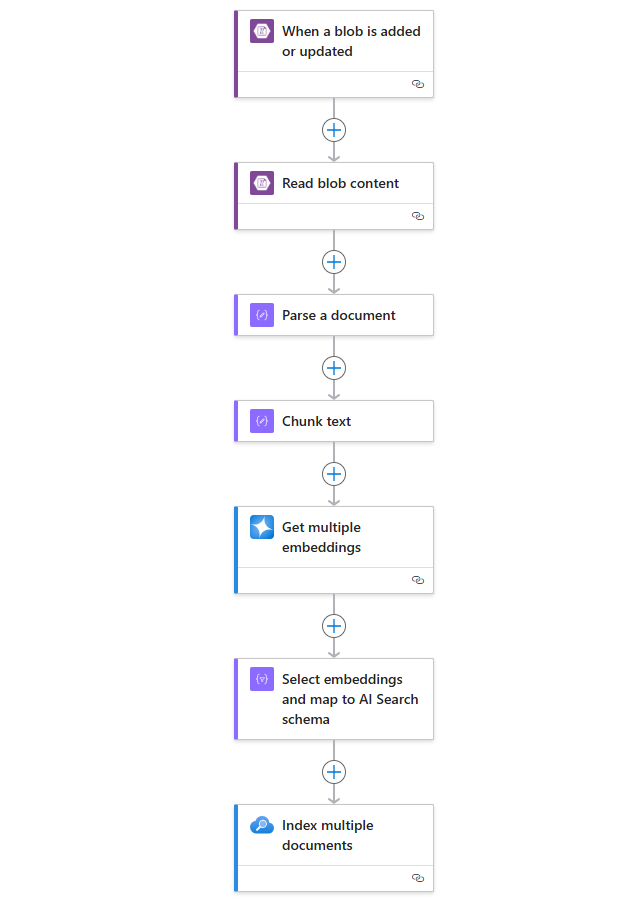 When a blob is added
or updated
Read blob content
Parse a document
Chunk text
Get multiple
embeddings
Select embeddings
and map to AI Search
schema
Index multiple
documents